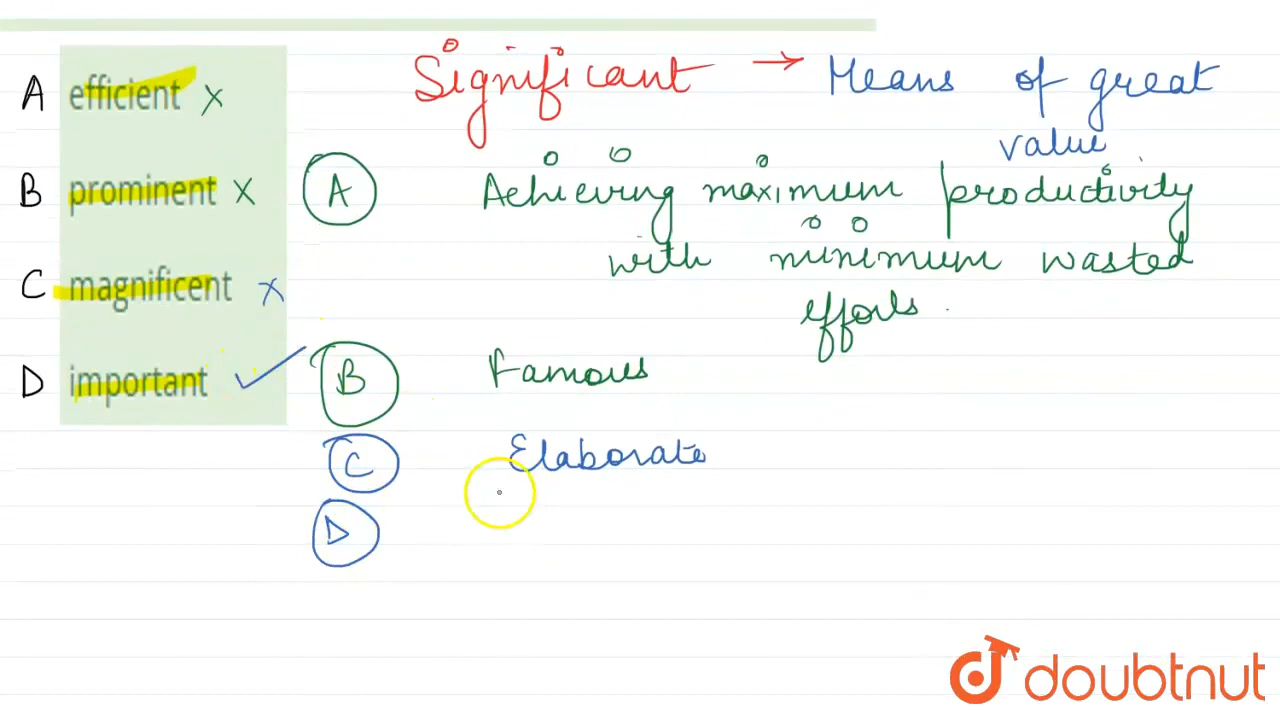 Significant → Means of great
value
A efficient X
B prominent X
A Achieving maximum productivity
with minimum wasted
efforts.
C magnificent X
D important ✓
B Famous
C Elaborate
D
doubtnut